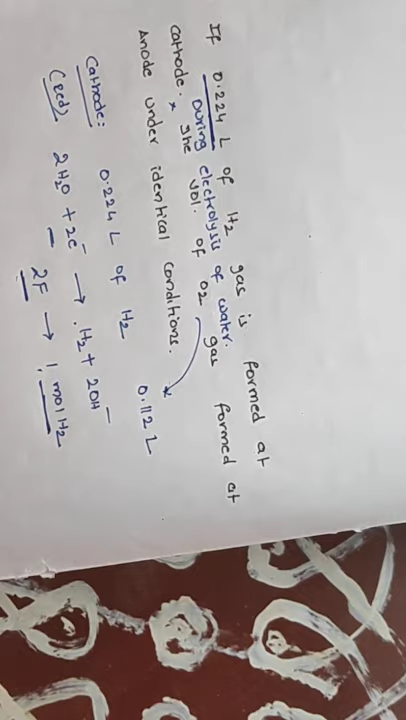 If 0.224 L of H2 gas is formed at
cathode. During electrolysis of water.
* The vol. of O2 gas formed at
Anode under identical conditions.
0.112 L
Cathode: 0.224 L of H2
(Red) 2H2O + 2e⁻ → H2 + 2OH⁻
2F → 1 mol H2